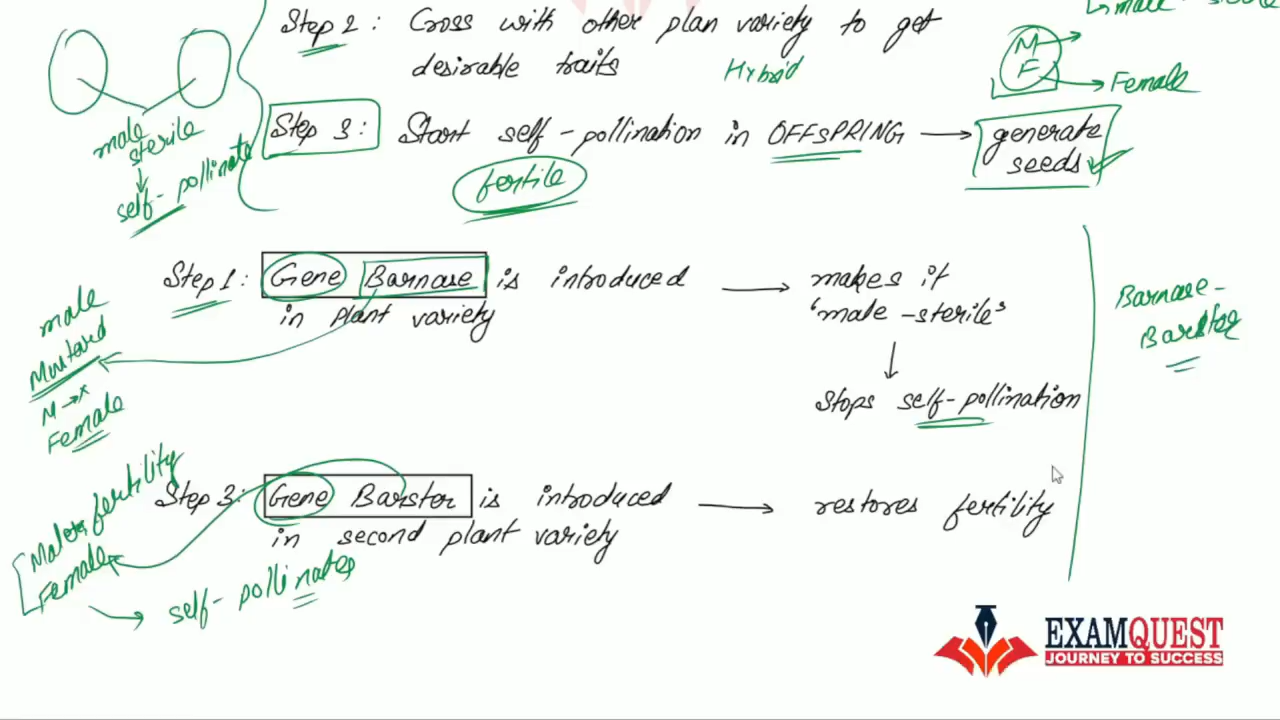 Step 2: Cross with other plan variety to get
desirable traits
Hybrid
M
F
Female
male
sterile
self-pollinate
Step 3: Start self-pollination in OFFSPRING → generate
seeds
fertile
Step 1: Gene Barnase is introduced → makes it
in plant variety
'male-sterile'
stops self-pollination
male
Mustard
M → x
Female
Barnase-
Barstar
Step 3: Gene Barstar is introduced → restores fertility
in second plant variety
fertility
Female
self-pollinates
EXAMQUEST
JOURNEY TO SUCCESS